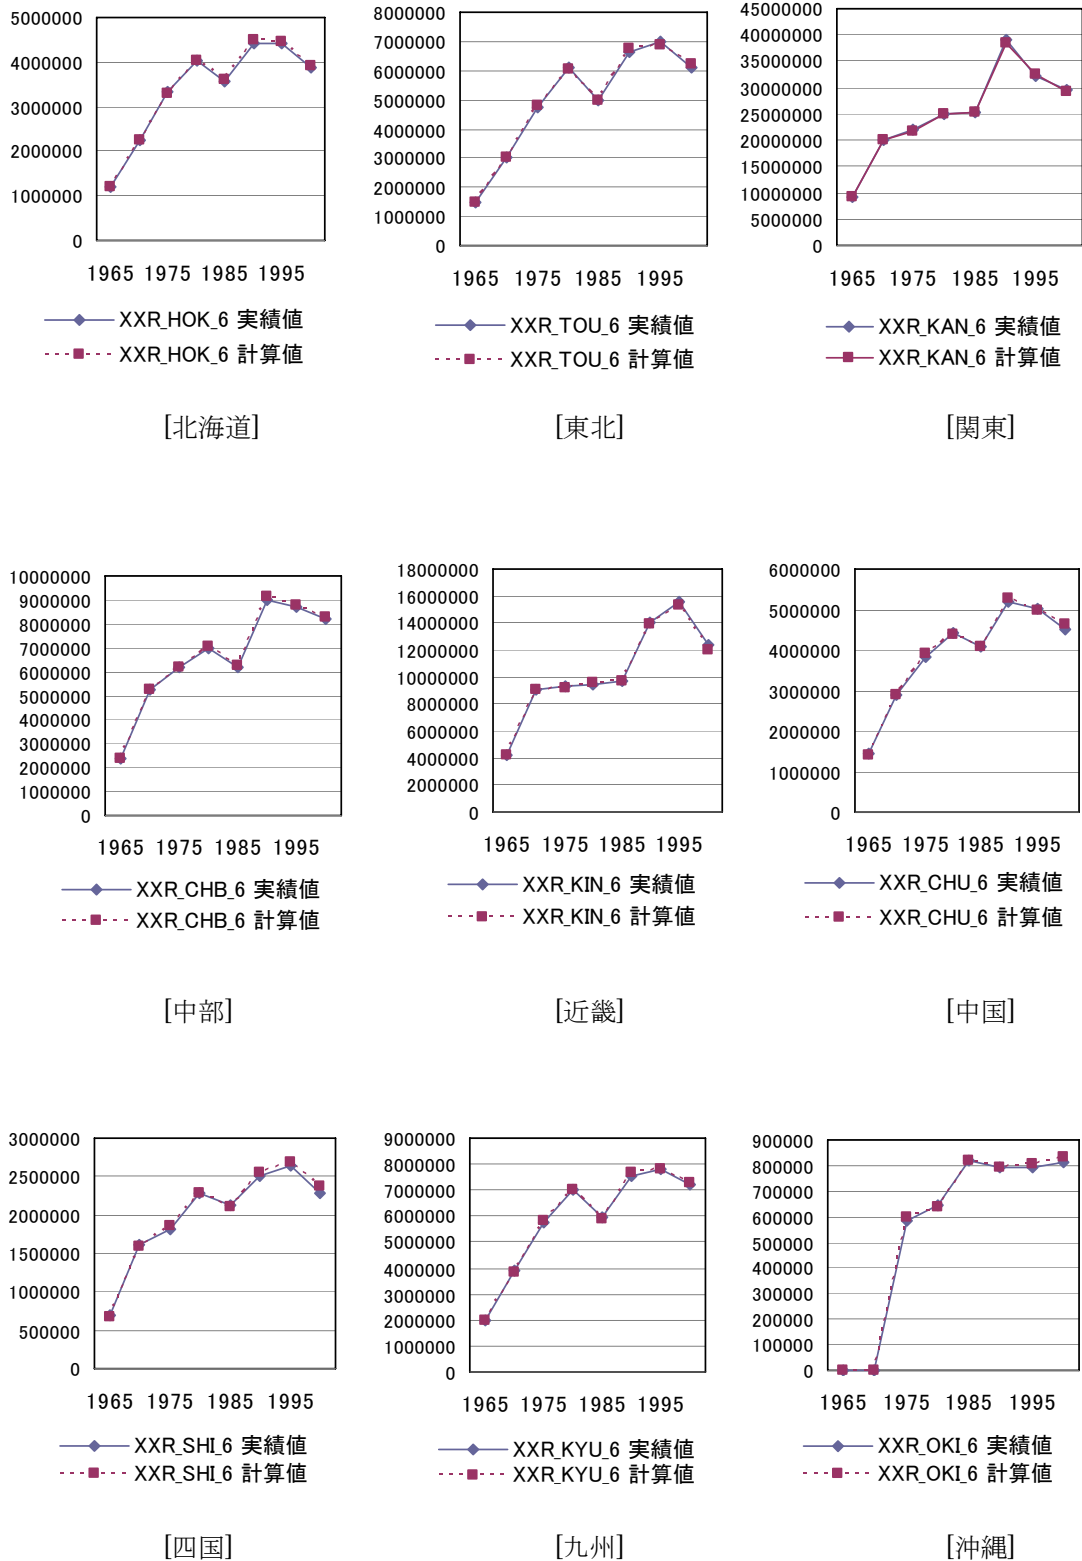 5000000
4000000
3000000
2000000
1000000
0
1965 1975 1985 1995
XXR_HOK_6 実績値
XXR_HOK_6 計算値
[北海道]
8000000
7000000
6000000
5000000
4000000
3000000
2000000
1000000
0
1965 1975 1985 1995
XXR_TOU_6 実績値
XXR_TOU_6 計算値
[東北]
45000000
40000000
35000000
30000000
25000000
20000000
15000000
10000000
5000000
0
1965 1975 1985 1995
XXR_KAN_6 実績値
XXR_KAN_6 計算値
[関東]
10000000
9000000
8000000
7000000
6000000
5000000
4000000
3000000
2000000
1000000
0
1965 1975 1985 1995
XXR_CHB_6 実績値
XXR_CHB_6 計算値
[中部]
18000000
16000000
14000000
12000000
10000000
8000000
6000000
4000000
2000000
0
1965 1975 1985 1995
XXR_KIN_6 実績値
XXR_KIN_6 計算値
[近畿]
6000000
5000000
4000000
3000000
2000000
1000000
0
1965 1975 1985 1995
XXR_CHU_6 実績値
XXR_CHU_6 計算値
[中国]
3000000
2500000
2000000
1500000
1000000
500000
0
1965 1975 1985 1995
XXR_SHI_6 実績値
XXR_SHI_6 計算値
[四国]
9000000
8000000
7000000
6000000
5000000
4000000
3000000
2000000
1000000
0
1965 1975 1985 1995
XXR_KYU_6 実績値
XXR_KYU_6 計算値
[九州]
900000
800000
700000
600000
500000
400000
300000
200000
100000
0
1965 1975 1985 1995
XXR_OKI_6 実績値
XXR_OKI_6 計算値
[沖縄]